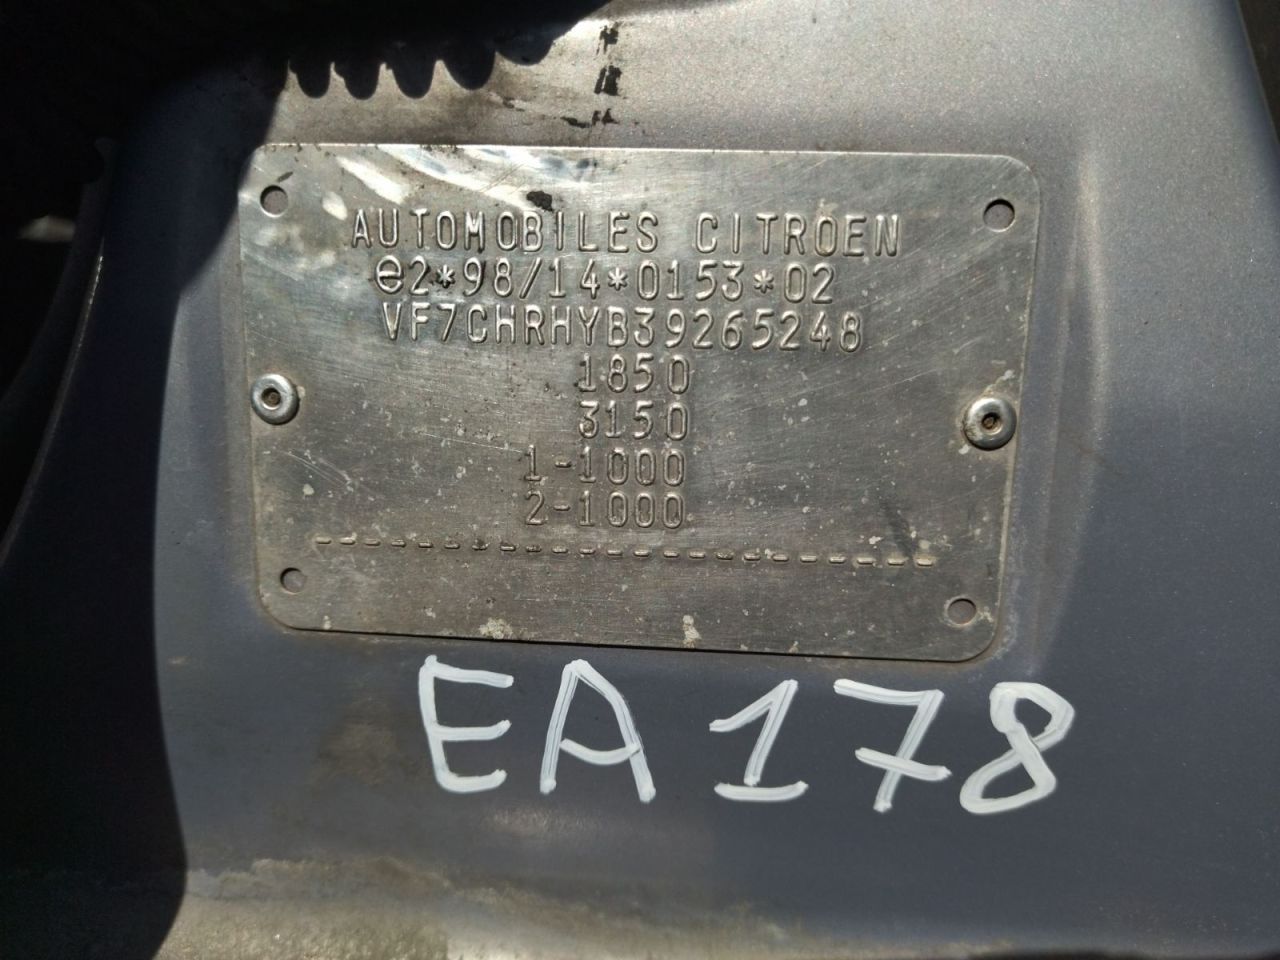 AUTOMOBILES CITROEN
e2*98/14*0153*02
VF7CHRHYB39265248
1850
3150
1-1000
2-1000
------------------------
EA178